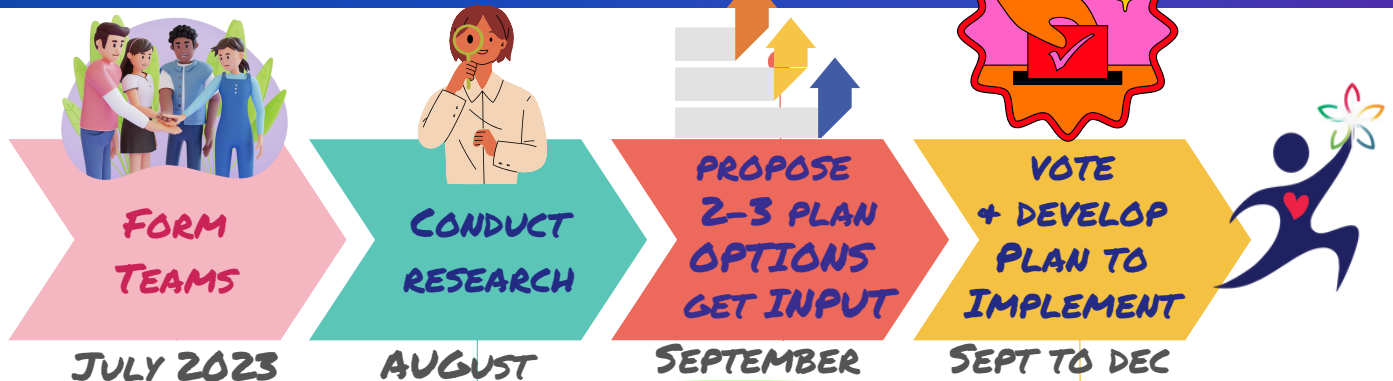 FORM
TEAMS
JULY 2023
CONDUCT
RESEARCH
AUGUST
PROPOSE
2-3 PLAN
OPTIONS
GET INPUT
SEPTEMBER
VOTE
& DEVELOP
PLAN TO
IMPLEMENT
SEPT TO DEC